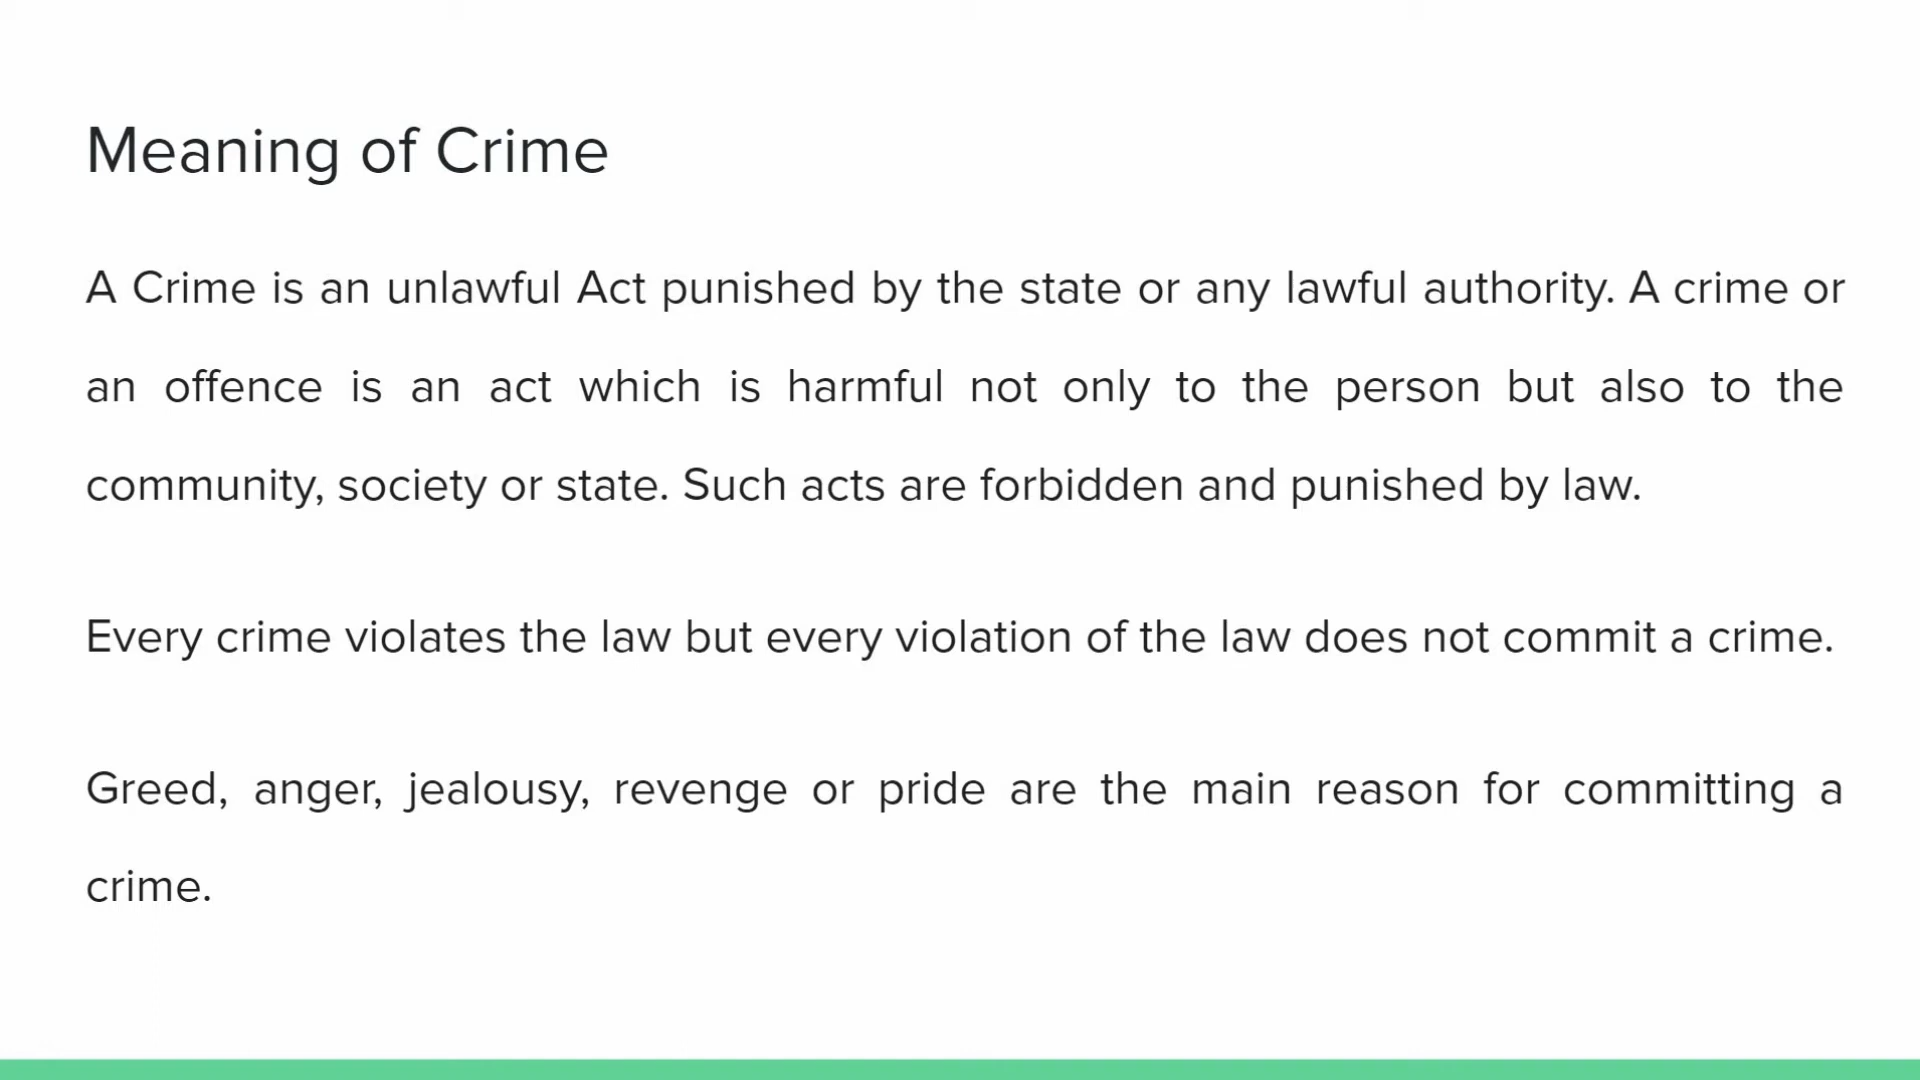 Meaning of Crime
A Crime is an unlawful Act punished by the state or any lawful authority. A crime or
an offence is an act which is harmful not only to the person but also to the
community, society or state. Such acts are forbidden and punished by law.
Every crime violates the law but every violation of the law does not commit a crime.
Greed, anger, jealousy, revenge or pride are the main reason for committing a
crime.